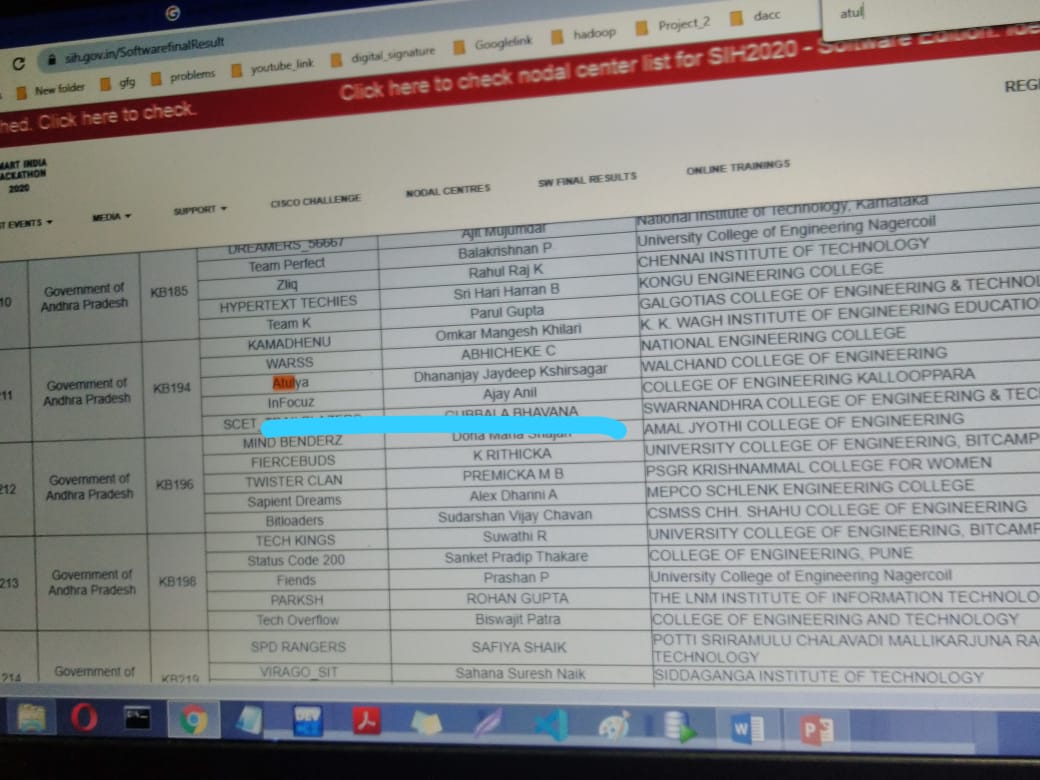 atul
sih.gov.in/SoftwarefinalResult
New folder gfg problems youtube_link digital_signature Googlelink hadoop Project_2 dacc
hed. Click here to check. Click here to check nodal center list for SIH2020 - Software Edition.
REGI
MART INDIA
ACKATHON
2020
T EVENTS MEDIA SUPPORT CISCO CHALLENGE NODAL CENTRES SW FINAL RESULTS ONLINE TRAININGS
Ajit Mujumdar National Institute of Technology, Karnataka
DREAMERS_56667 Balakrishnan P University College of Engineering Nagercoil
10 Government of Andhra Pradesh KB185
Team Perfect Rahul Raj K CHENNAI INSTITUTE OF TECHNOLOGY
Zliq Sri Hari Harran B KONGU ENGINEERING COLLEGE
HYPERTEXT TECHIES Parul Gupta GALGOTIAS COLLEGE OF ENGINEERING & TECHNOL
Team K Omkar Mangesh Khilari K. K. WAGH INSTITUTE OF ENGINEERING EDUCATIO
11 Government of Andhra Pradesh KB194
KAMADHENU ABHICHEKE C NATIONAL ENGINEERING COLLEGE
WARSS Dhananjay Jaydeep Kshirsagar WALCHAND COLLEGE OF ENGINEERING
Atulya Ajay Anil COLLEGE OF ENGINEERING KALLOOPPARA
InFocuz GUBBALA BHAVANA SWARNANDHRA COLLEGE OF ENGINEERING & TEC
SCET_ Dona Maria Shajan AMAL JYOTHI COLLEGE OF ENGINEERING
212 Government of Andhra Pradesh KB196
MIND BENDERZ K RITHICKA UNIVERSITY COLLEGE OF ENGINEERING, BITCAMP
FIERCEBUDS PREMICKA M B PSGR KRISHNAMMAL COLLEGE FOR WOMEN
TWISTER CLAN Alex Dharini A MEPCO SCHLENK ENGINEERING COLLEGE
Sapient Dreams Sudarshan Vijay Chavan CSMSS CHH. SHAHU COLLEGE OF ENGINEERING
Bitloaders Suwathi R UNIVERSITY COLLEGE OF ENGINEERING, BITCAMP
213 Government of Andhra Pradesh KB198
TECH KINGS Sanket Pradip Thakare COLLEGE OF ENGINEERING, PUNE
Status Code 200 Prashan P University College of Engineering Nagercoil
Fiends ROHAN GUPTA THE LNM INSTITUTE OF INFORMATION TECHNOLO
PARKSH Biswajit Patra COLLEGE OF ENGINEERING AND TECHNOLOGY
Tech Overflow
SPD RANGERS SAFIYA SHAIK POTTI SRIRAMULU CHALAVADI MALLIKARJUNA RA
TECHNOLOGY
214 Government of KB219 VIRAGO_SIT Sahana Suresh Naik SIDDAGANGA INSTITUTE OF TECHNOLOGY
DEV